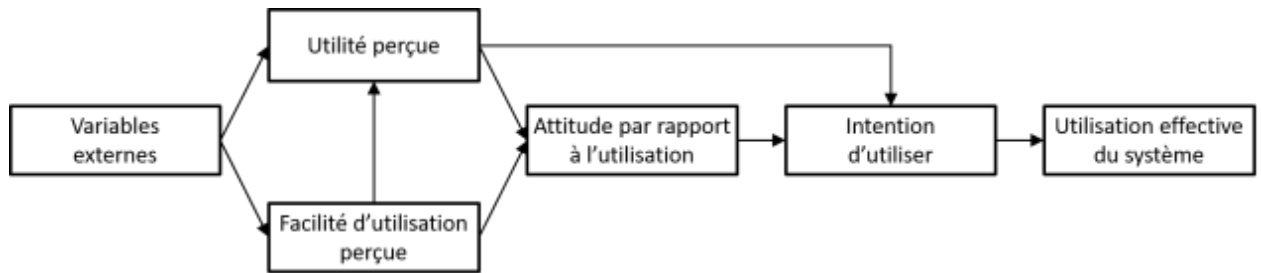 Utilité perçue
Variables
externes
Attitude par rapport
à l’utilisation
Intention
d’utiliser
Utilisation effective
du système
Facilité d’utilisation
perçue